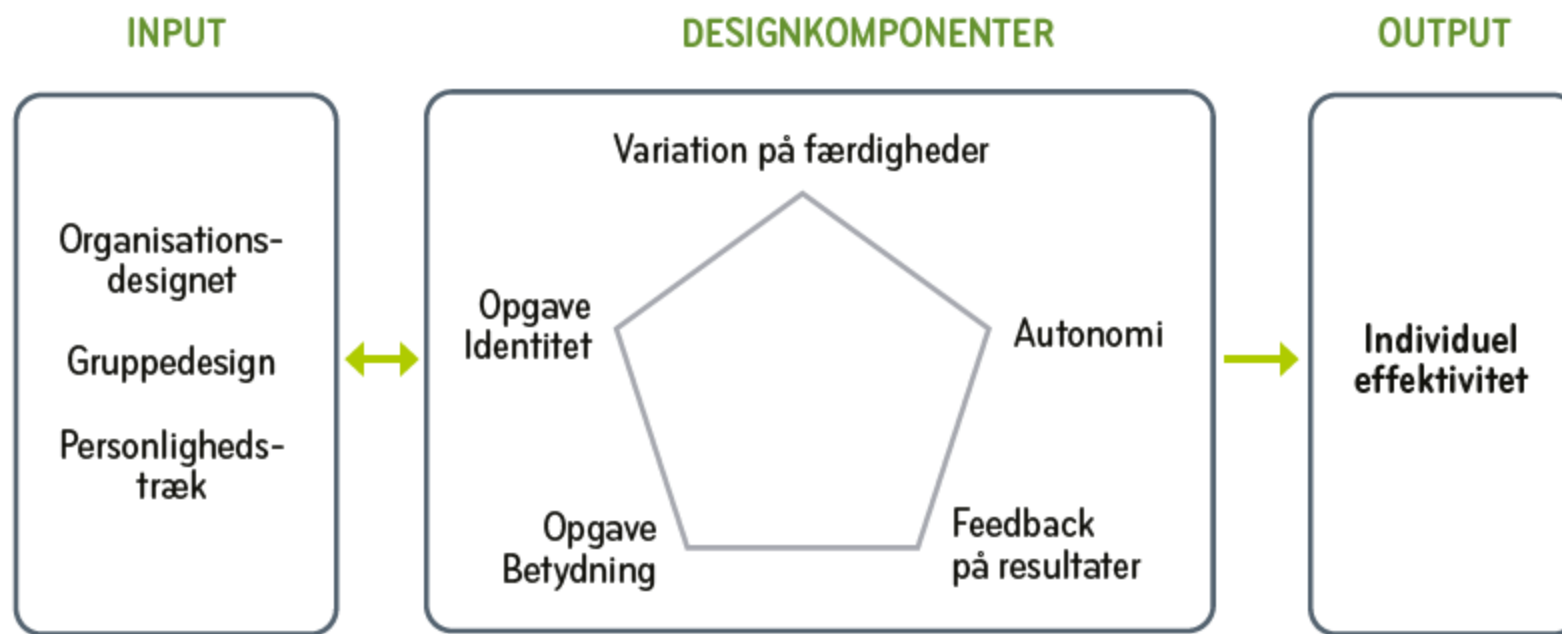 INPUT
DESIGNKOMPONENTER
OUTPUT
Organisations-
designet
Gruppedesign
Personligheds-
træk
Variation på færdigheder
Opgave
Identitet
Autonomi
Opgave
Betydning
Feedback
på resultater
Individuel
effektivitet